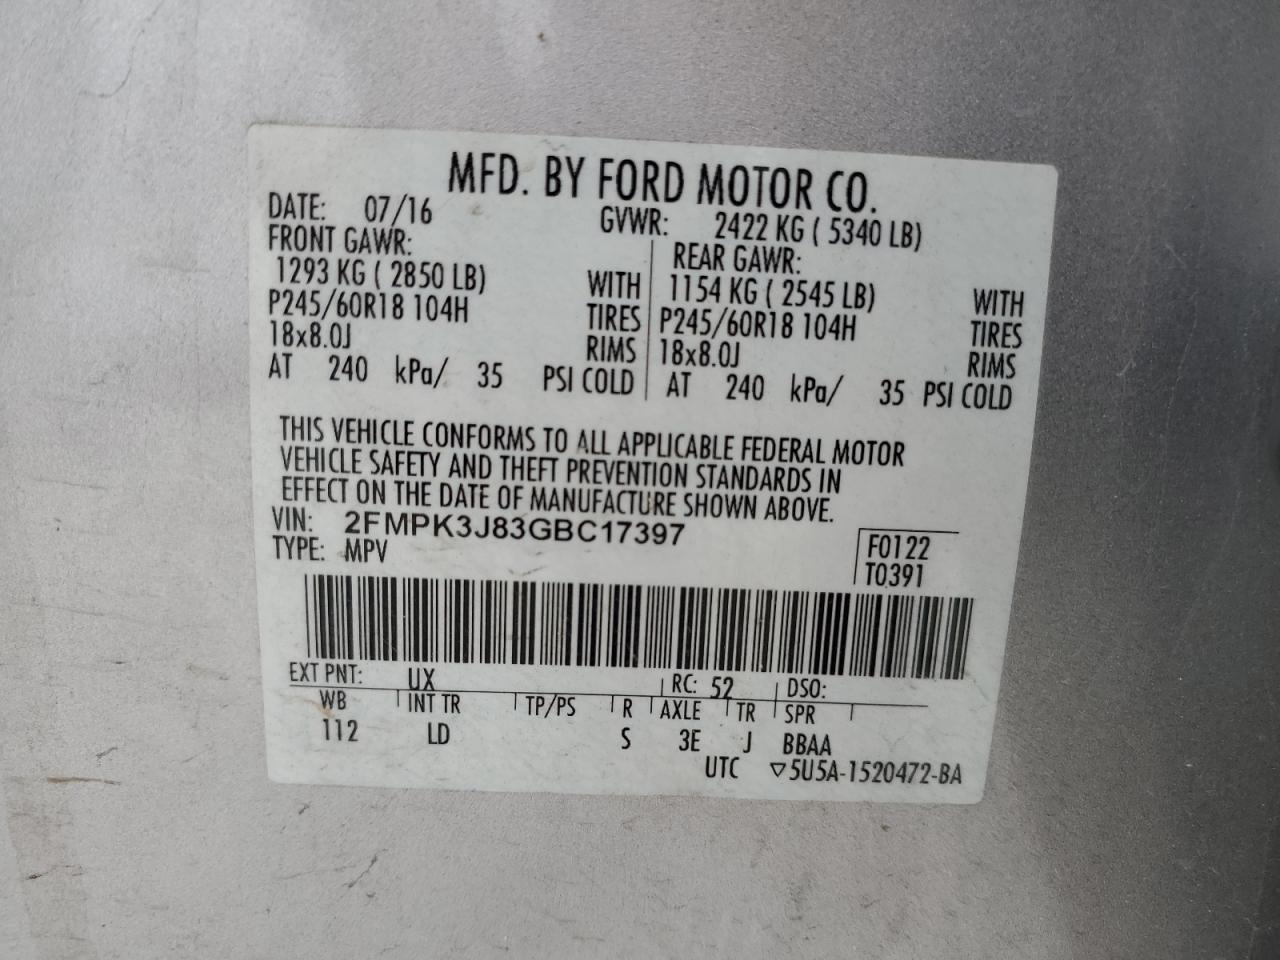 MFD. BY FORD MOTOR CO.
DATE: 07/16 GVWR: 2422 KG ( 5340 LB)
FRONT GAWR: REAR GAWR:
1293 KG ( 2850 LB) WITH 1154 KG ( 2545 LB) WITH
P245/60R18 104H TIRES P245/60R18 104H TIRES
18x8.0J RIMS 18x8.0J RIMS
AT 240 kPa/ 35 PSI COLD AT 240 kPa/ 35 PSI COLD
THIS VEHICLE CONFORMS TO ALL APPLICABLE FEDERAL MOTOR
VEHICLE SAFETY AND THEFT PREVENTION STANDARDS IN
EFFECT ON THE DATE OF MANUFACTURE SHOWN ABOVE.
VIN: 2FMPK3J83GBC17397
TYPE: MPV
F0122
T0391
EXT PNT: UX RC: 52 DSO:
WB INT TR TP/PS R AXLE TR SPR
112 LD S 3E J BBAA
UTC ▽5U5A-1520472-BA